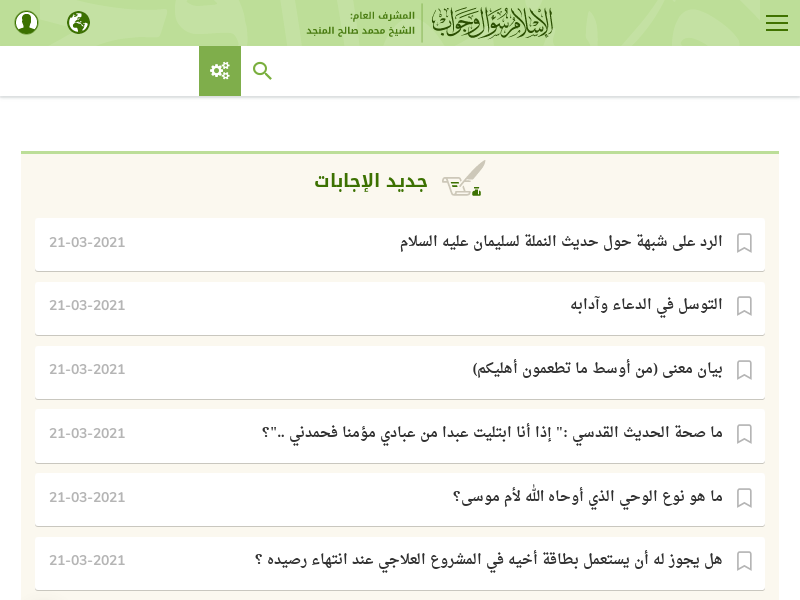 الإسلام سؤال وجواب
المشرف العام:
الشيخ محمد صالح المنجد
جديد الإجابات
الرد على شبهة حول حديث النملة لسليمان عليه السلام
21-03-2021
التوسل في الدعاء وآدابه
21-03-2021
بيان معنى (من أوسط ما تطعمون أهليكم)
21-03-2021
ما صحة الحديث القدسي :" إذا أنا ابتليت عبدا من عبادي مؤمنا فحمدني .."؟
21-03-2021
ما هو نوع الوحي الذي أوحاه الله لأم موسى؟
21-03-2021
هل يجوز له أن يستعمل بطاقة أخيه في المشروع العلاجي عند انتهاء رصيده ؟
21-03-2021